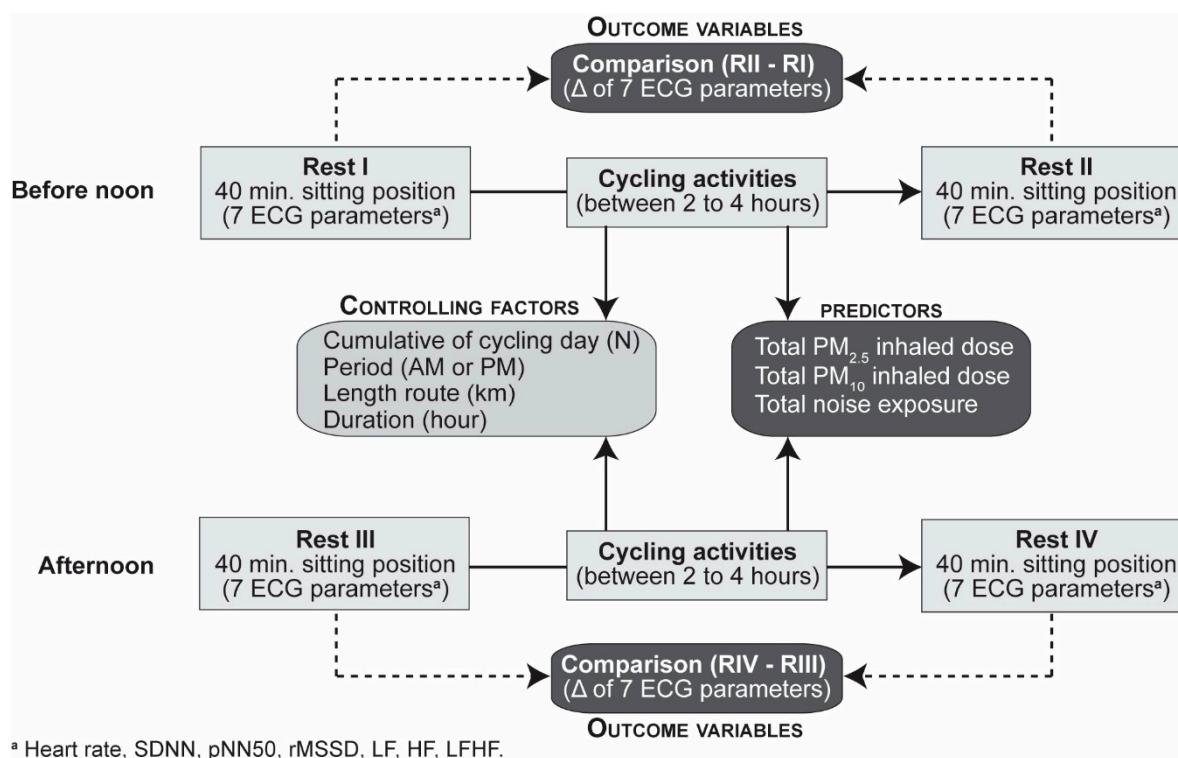 OUTCOME VARIABLES
Comparison (RII - RI)
(Δ of 7 ECG parameters)
Before noon
Rest I
40 min. sitting position
(7 ECG parametersᵃ)
Cycling activities
(between 2 to 4 hours)
Rest II
40 min. sitting position
(7 ECG parametersᵃ)
CONTROLLING FACTORS
Cumulative of cycling day (N)
Period (AM or PM)
Length route (km)
Duration (hour)
PREDICTORS
Total PM₂.₅ inhaled dose
Total PM₁₀ inhaled dose
Total noise exposure
Afternoon
Rest III
40 min. sitting position
(7 ECG parametersᵃ)
Cycling activities
(between 2 to 4 hours)
Rest IV
40 min. sitting position
(7 ECG parametersᵃ)
Comparison (RIV - RIII)
(Δ of 7 ECG parameters)
OUTCOME VARIABLES
ᵃ Heart rate, SDNN, pNN50, rMSSD, LF, HF, LFHF.